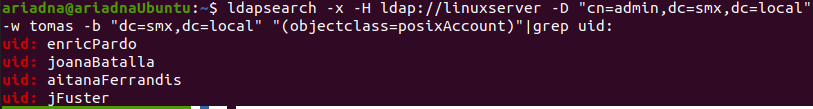 ariadna@ariadnaUbuntu:~$ ldapsearch -x -H ldap://linuxserver -D "cn=admin,dc=smx,dc=local"
-w tomas -b "dc=smx,dc=local" "(objectclass=posixAccount)"|grep uid:
uid: enricPardo
uid: joanaBatalla
uid: aitanaFerrandis
uid: jFuster